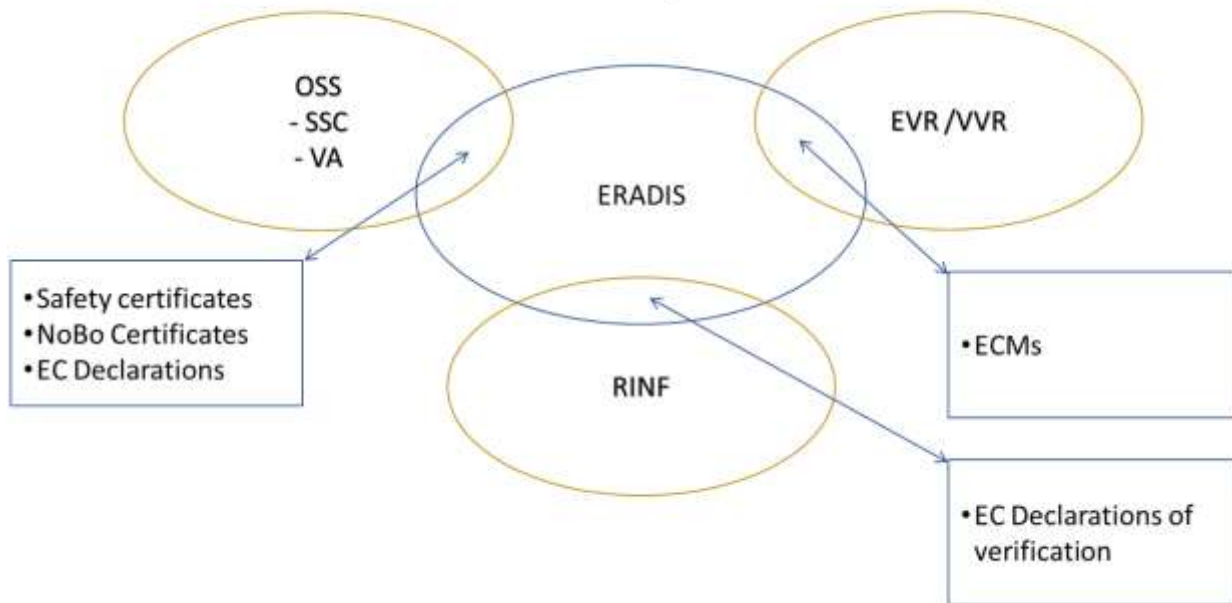 OSS
- SSC
- VA
EVR /VVR
ERADIS
•Safety certificates
•NoBo Certificates
•EC Declarations
•ECMs
RINF
•EC Declarations of
verification